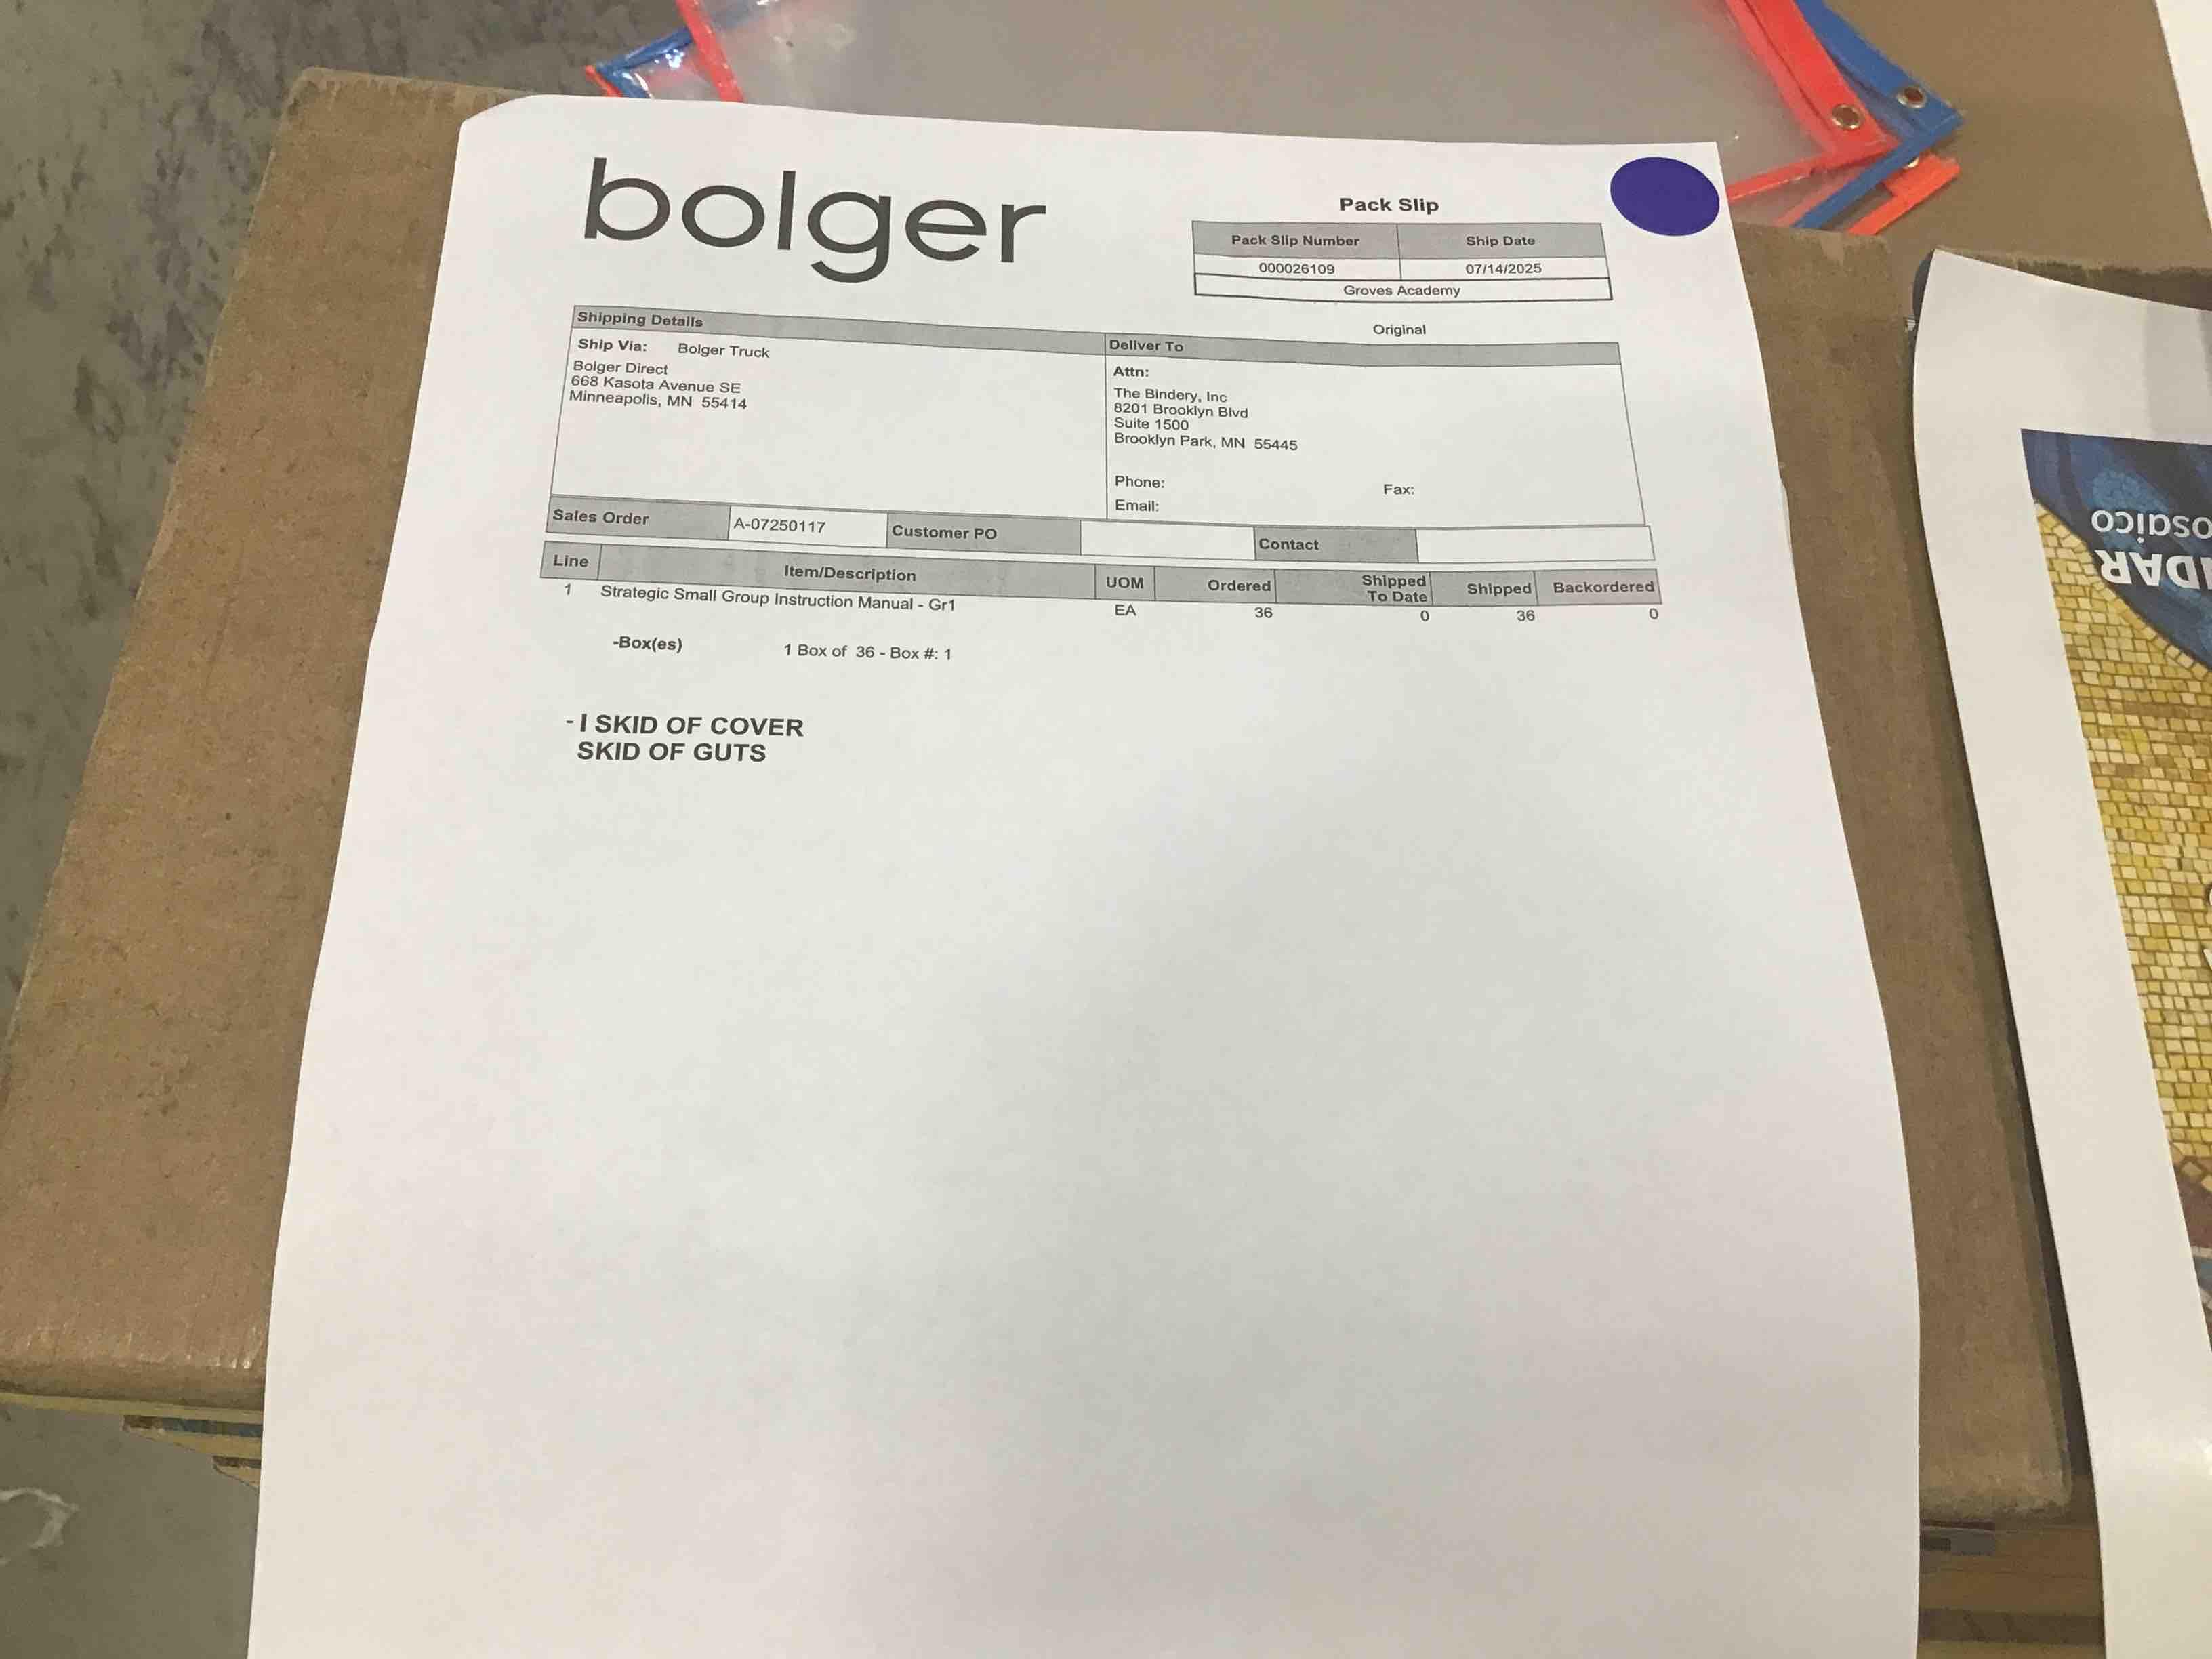 bolger
Pack Slip
Pack Slip Number Ship Date
000026109 07/14/2025
Groves Academy
Original
Shipping Details
Ship Via: Bolger Truck
Bolger Direct
668 Kasota Avenue SE
Minneapolis, MN 55414
Deliver To
Attn:
The Bindery, Inc
8201 Brooklyn Blvd
Suite 1500
Brooklyn Park, MN 55445
Phone: Fax:
Email:
Sales Order A-07250117 Customer PO Contact
Line Item/Description UOM Ordered Shipped To Date Shipped Backordered
1 Strategic Small Group Instruction Manual - Gr1 EA 36 0 36 0
-Box(es) 1 Box of 36 - Box #: 1
- I SKID OF COVER
SKID OF GUTS
osaico
DAR